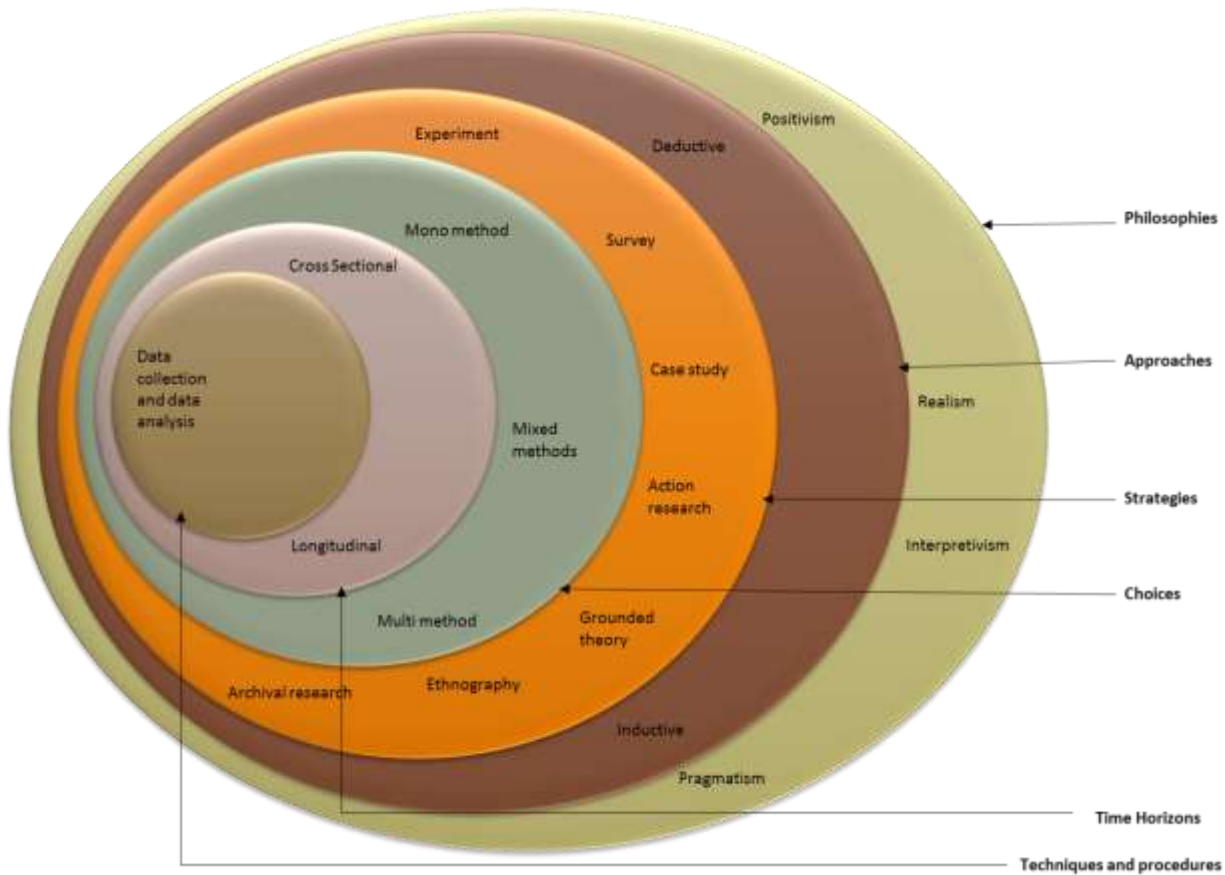 Positivism
Experiment
Deductive
Philosophies
Mono method
Survey
Cross Sectional
Data
collection
and data
analysis
Approaches
Case study
Realism
Mixed
methods
Action
research
Strategies
Longitudinal
Interpretivism
Choices
Multi method
Grounded
theory
Ethnography
Archival research
Inductive
Pragmatism
Time Horizons
Techniques and procedures